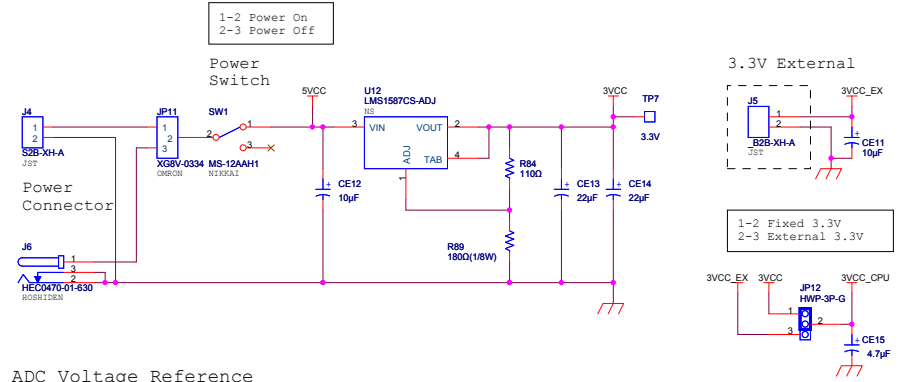 1-2 Power On
2-3 Power Off
Power
Switch
3.3V External
J4
1
2
S2B-XH-A
JST
JP11
1
2
3
XG8V-0334
OMRON
SW1
2
1
3
MS-12AAH1
NIKKAI
5VCC
U12
LMS1587CS-ADJ
NS
3
VIN
VOUT
2
ADJ
TAB
4
1
3VCC
TP7
3.3V
R84
110Ω
CE12
10µF
CE13
22µF
CE14
22µF
R89
180Ω(1/8W)
J5
1
2
B2B-XH-A
JST
3VCC_EX
CE11
10µF
Power
Connector
J6
1
3
2
HEC0470-01-630
HOSHIDEN
1-2 Fixed 3.3V
2-3 External 3.3V
3VCC_EX
3VCC
3VCC_CPU
JP12
HWP-3P-G
1
2
3
CE15
4.7µF
ADC Voltage Reference